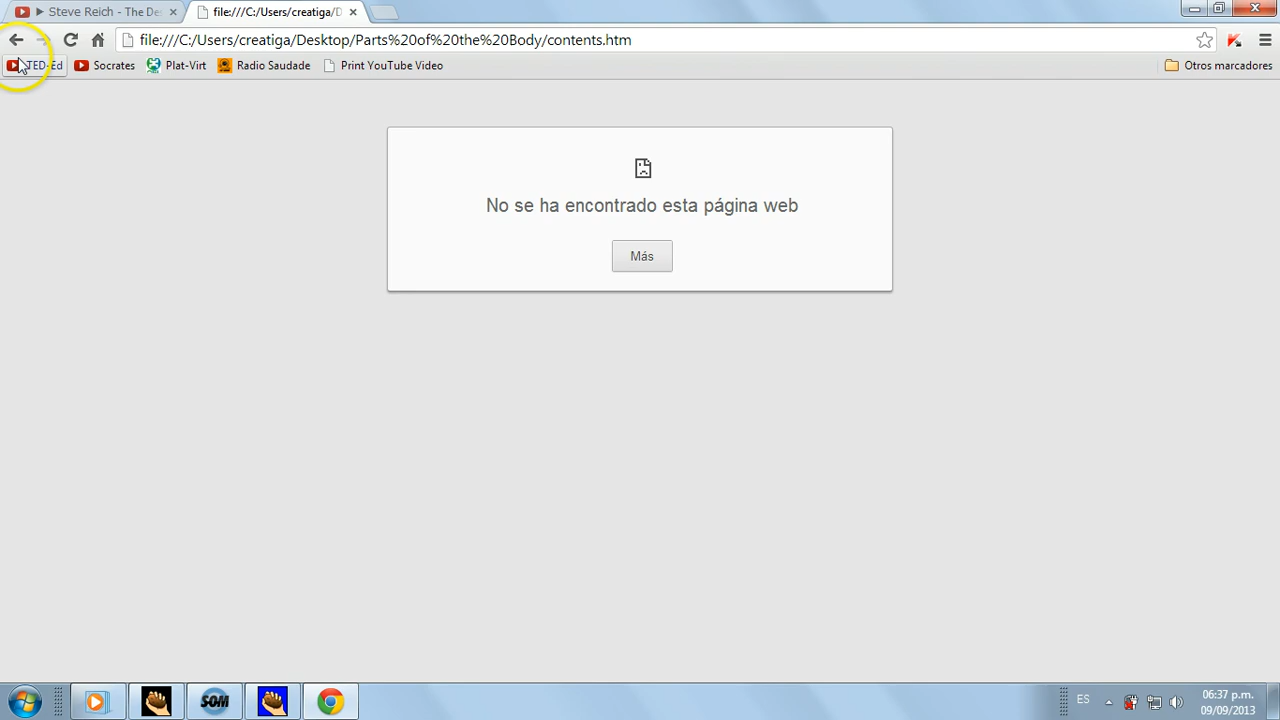 Steve Reich - The De
file:///C:/Users/creatiga/D
file:///C:/Users/creatiga/Desktop/Parts%20of%20the%20Body/contents.htm
TED-Ed
Socrates
Plat-Virt
Radio Saudade
Print YouTube Video
Otros marcadores
No se ha encontrado esta página web
Más
SOM
ES
06:37 p.m.
09/09/2013